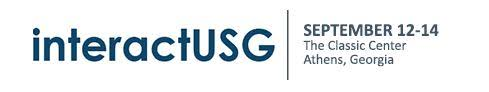 interactUSG
SEPTEMBER 12-14
The Classic Center
Athens, Georgia